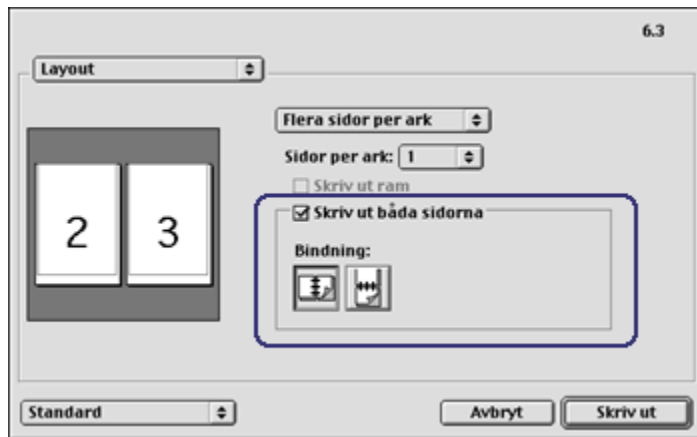 6.3
Layout
Flera sidor per ark
Sidor per ark: 1
Skriv ut ram
Skriv ut båda sidorna
2 3
Bindning:
Standard
Avbryt
Skriv ut